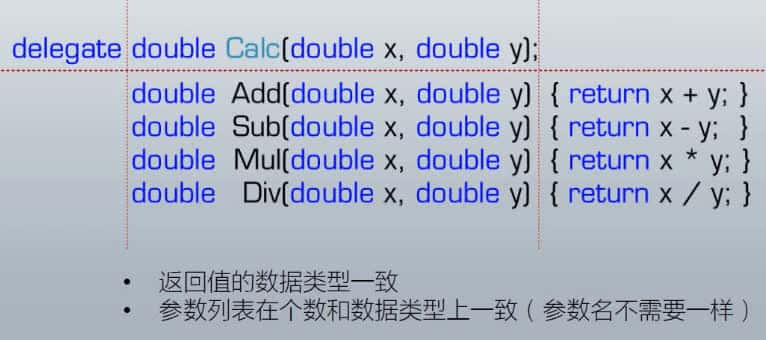 delegate double Calc(double x, double y);
double Add(double x, double y) { return x + y; }
double Sub(double x, double y) { return x - y; }
double Mul(double x, double y) { return x * y; }
double Div(double x, double y) { return x / y; }
• 返回值的数据类型一致
• 参数列表在个数和数据类型上一致（参数名不需要一样）